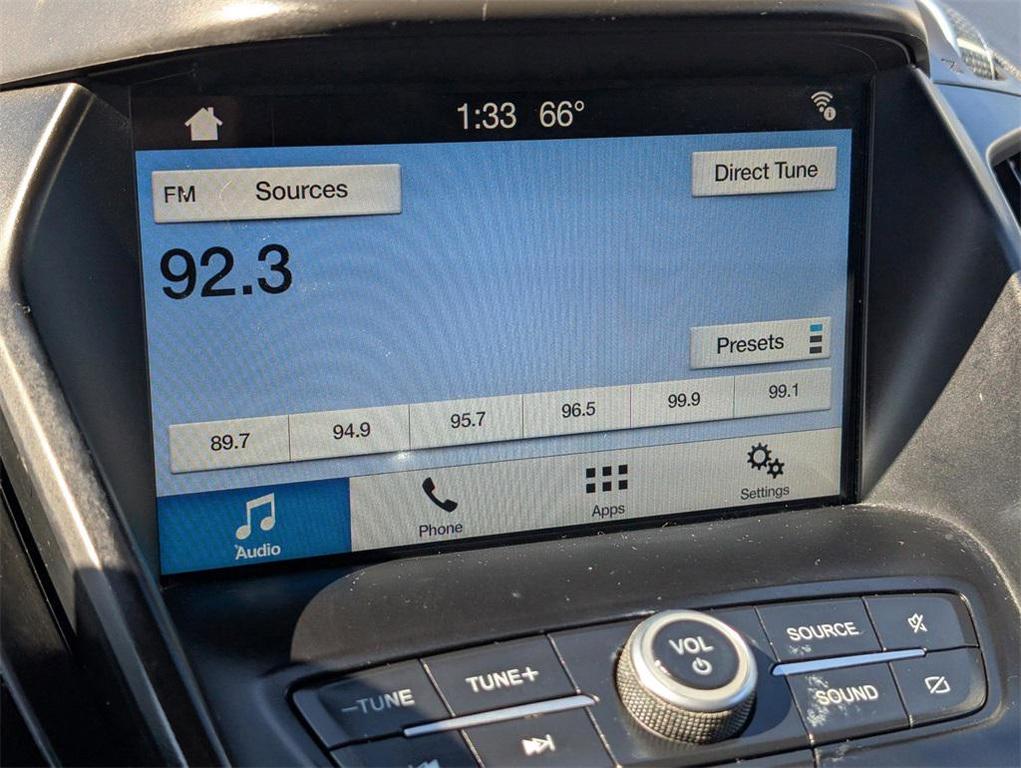 1:33 66°
FM Sources
Direct Tune
92.3
Presets
89.7 94.9 95.7 96.5 99.9 99.1
Audio Phone Apps Settings
VOL
SOURCE
–TUNE TUNE+
SOUND